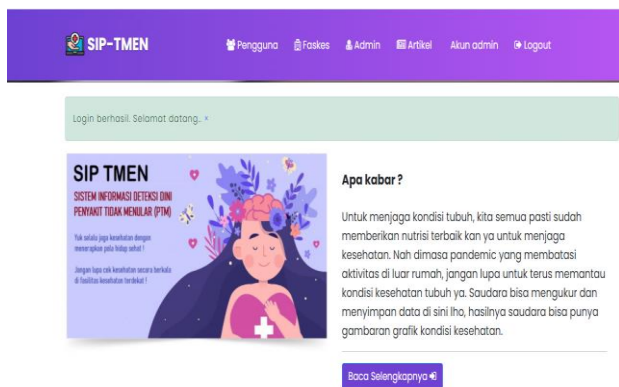 SIP-TMEN
Pengguna Faskes Admin Artikel Akun admin Logout
Login berhasil. Selamat datang..
SIP TMEN
SISTEM INFORMASI DETEKSI DINI
PENYAKIT TIDAK MENULAR (PTM)
Yuk selalu jaga kesehatan dengan
menerapkan pola hidup sehat !
Jangan lupa cek kesehatan secara berkala
di fasilitas kesehatan terdekat !
Apa kabar ?
Untuk menjaga kondisi tubuh, kita semua pasti sudah
memberikan nutrisi terbaik kan ya untuk menjaga
kesehatan. Nah dimasa pandemic yang membatasi
aktivitas di luar rumah, jangan lupa untuk terus memantau
kondisi kesehatan tubuh ya. Saudara bisa mengukur dan
menyimpan data di sini lho, hasilnya saudara bisa punya
gambaran grafik kondisi kesehatan.
Baca Selengkapnya